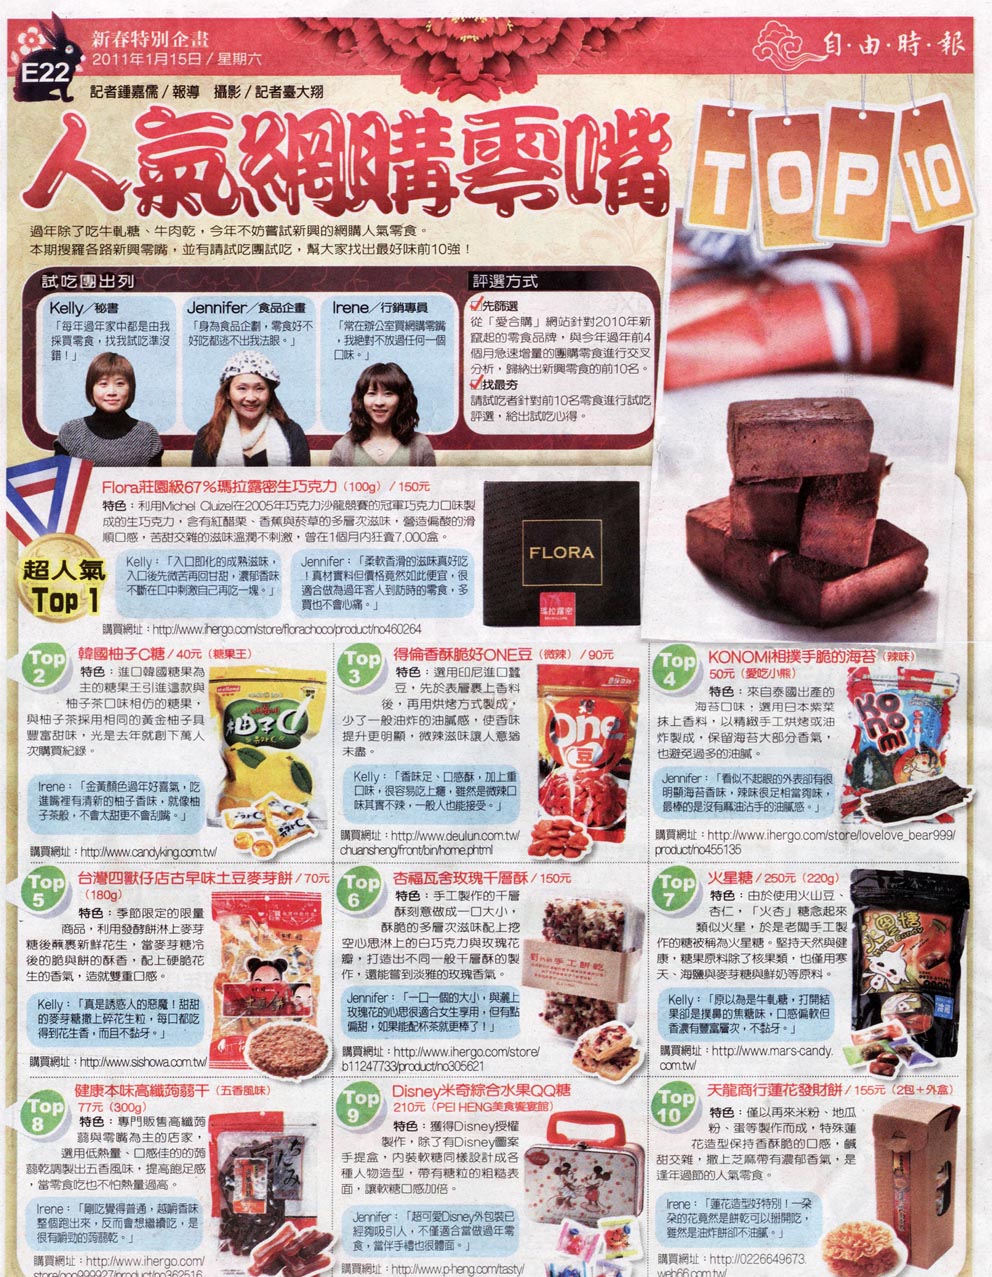 新春特別企畫
2011年1月15日/星期六
E22
自‧由‧時‧報
記者鍾嘉儒/報導 攝影/記者臺大翔
人氣網購零嘴
TOP10
過年除了吃牛軋糖、牛肉乾,今年不妨嘗試新興的網購人氣零食。
本期搜羅各路新興零嘴,並有請試吃團試吃,幫大家找出最好味前10強!
試吃團出列
Kelly/秘書
「每年過年家中都是由我
採買零食,找我試吃準沒
錯!」
Jennifer/食品企畫
「身為食品企劃,零食好不
好吃都逃不出我法眼。」
Irene/行銷專員
「常在辦公室買網購零嘴
,我絕對不放過任何一個
口味。」
評選方式
先篩選
從「愛合購」網站針對2010年新
竄起的零食品牌,與今年過年前4
個月急速增量的團購零食進行交叉
分析,歸納出新興零食的前10名。
找最夯
請試吃者針對前10名零食進行試吃
評選,給出試吃心得。
超人氣
Top 1
Flora莊園級67%瑪拉露密生巧克力(100g)/150元
特色:利用Michel Cluizel在2005年巧克力沙龍競賽的冠軍巧克力口味製
成的生巧克力,含有紅醋栗、香蕉與菸草的多層次滋味,營造偏酸的滑
順口感,苦甜交雜的滋味溫潤不刺激,曾在1個月內狂賣7,000盒。
Kelly:「入口即化的成熟滋味,
入口後先微苦再回甘甜,濃郁香味
不斷在口中刺激自己再吃一塊。」
Jennifer:「柔軟香滑的滋味真好吃
!真材實料但價格竟然如此便宜,很
適合做為過年客人到訪時的零食,多
買也不會心痛。」
FLORA
瑪拉露密
購買網址:http://www.ihergo.com/store/florachoco/product/no460264
Top 2
韓國柚子C糖/40元(糖果王)
特色:進口韓國糖果為
主的糖果王引進這款與
柚子茶口味相仿的糖果,
與柚子茶採用相同的黃金柚子具
豐富甜味,光是去年就創下萬人
次購買紀錄。
柚子C
Irene:「金黃顏色過年好喜氣,吃
進嘴裡有清新的柚子香味,就像柚
子茶般,不會太甜更不會刮嘴。」
購買網址:http://www.candyking.com.tw/
Top 3
得倫香酥脆好ONE豆(微辣)/90元
特色:選用印尼進口蠶
豆,先於表層裹上香料
後,再用烘烤方式製成,
少了一般油炸的油膩感,使香味
提升更明顯,微辣滋味讓人意猶
未盡。
One
豆
Kelly:「香味足、口感酥,加上重
口味,很容易吃上癮,雖然是微辣口
味其實不辣,一般人也能接受。」
購買網址:http://www.deulun.com.tw/
chuansheng/front/bin/home.phtml
Top 4
KONOMI相撲手脆的海苔(辣味)
50元(愛吃小熊)
特色:來自泰國出產的
海苔口味,選用日本紫菜
抹上香料,以精緻手工烘烤或油
炸製成,保留海苔大部分香氣,
也避免過多的油膩。
KoNoMi
Jennifer:「看似不起眼的外表卻有很
明顯海苔香味,辣味很足相當夠味,
最棒的是沒有麻油沾手的油膩感。」
購買網址:http://www.ihergo.com/store/lovelove_bear999/
product/no455135
Top 5
台灣四獸仔店古早味土豆麥芽餅/70元
(180g)
特色:季節限定的限量
商品,利用發酵餅淋上麥芽
糖後蘸裹新鮮花生,當麥芽糖冷
後的脆與餅的酥香,配上硬脆花
生的香氣,造就雙重口感。
Kelly:「真是誘惑人的惡魔!甜甜
的麥芽糖撒上碎花生粒,每口都吃
得到花生香,而且不黏牙。」
購買網址:http://www.sishowa.com.tw/
Top 6
杏福瓦舍玫瑰千層酥/150元
特色:手工製作的千層
酥刻意做成一口大小,
酥脆的多層次滋味配上挖
空心思淋上的白巧克力與玫瑰花
瓣,打造出不同一般千層酥的製
作,還能嘗到淡雅的玫瑰香氣。
手工餅乾
Jennifer:「一口一個的大小,與灑上
玫瑰花的心思很適合女生享用,但有點
偏甜,如果能配杯茶就更棒了!」
購買網址:http://www.ihergo.com/store/
b11247733/product/no305621
Top 7
火星糖/250元(220g)
特色:由於使用火山豆、
杏仁,「火杏」糖念起來
類似火星,於是老闆手工製
作的糖被稱為火星糖。堅持天然與健
康,糖果原料除了核果類,也僅用寒
天、海鹽與麥芽糖與鮮奶等原料。
火星糖
Kelly:「原以為是牛軋糖,打開結
果卻是撲鼻的焦糖味,口感偏軟但
香濃有豐富層次,不黏牙。」
購買網址:http://www.mars-candy.
com.tw/
Top 8
健康本味高纖蒟蒻干(五香風味)
77元(300g)
特色:專門販售高纖蒟
蒻與零嘴為主的店家,
選用低熱量、口感佳的的蒟
蒻乾調製出五香風味,提高飽足感
,當零食吃也不怕熱量過高。
Irene:「剛吃覺得普通,越嚼香味
整個跑出來,反而會想繼續吃,是
很有嚼勁的蒟蒻乾。」
購買網址:http://www.ihergo.com/
Top 9
Disney米奇綜合水果QQ糖
210元(PEI HENG美食饗宴館)
特色:獲得Disney授權
製作,除了有Disney圖案
手提盒,內裝軟糖同樣設計成各
種人物造型,帶有糖粒的粗糙表
面,讓軟糖口感加倍。
Jennifer:「超可愛Disney外包裝已
經夠吸引人,不僅適合當做過年零
食,當伴手禮也很體面。」
購買網址:http://www.p-heng.com/tasty/
Top 10
天龍商行蓮花發財餅/155元(2包+外盒)
特色:僅以再來米粉、地瓜
粉、蛋等製作而成,特殊蓮
花造型保持香酥脆的口感,鹹
甜交雜,撒上芝麻帶有濃郁香氣,是
逢年過節的人氣零食。
Irene:「蓮花造型好特別!一朵
朵的花竟然是餅乾可以掰開吃,
雖然是油炸餅卻不油膩。」
購買網址:http://0226649673.
web66.com.tw/